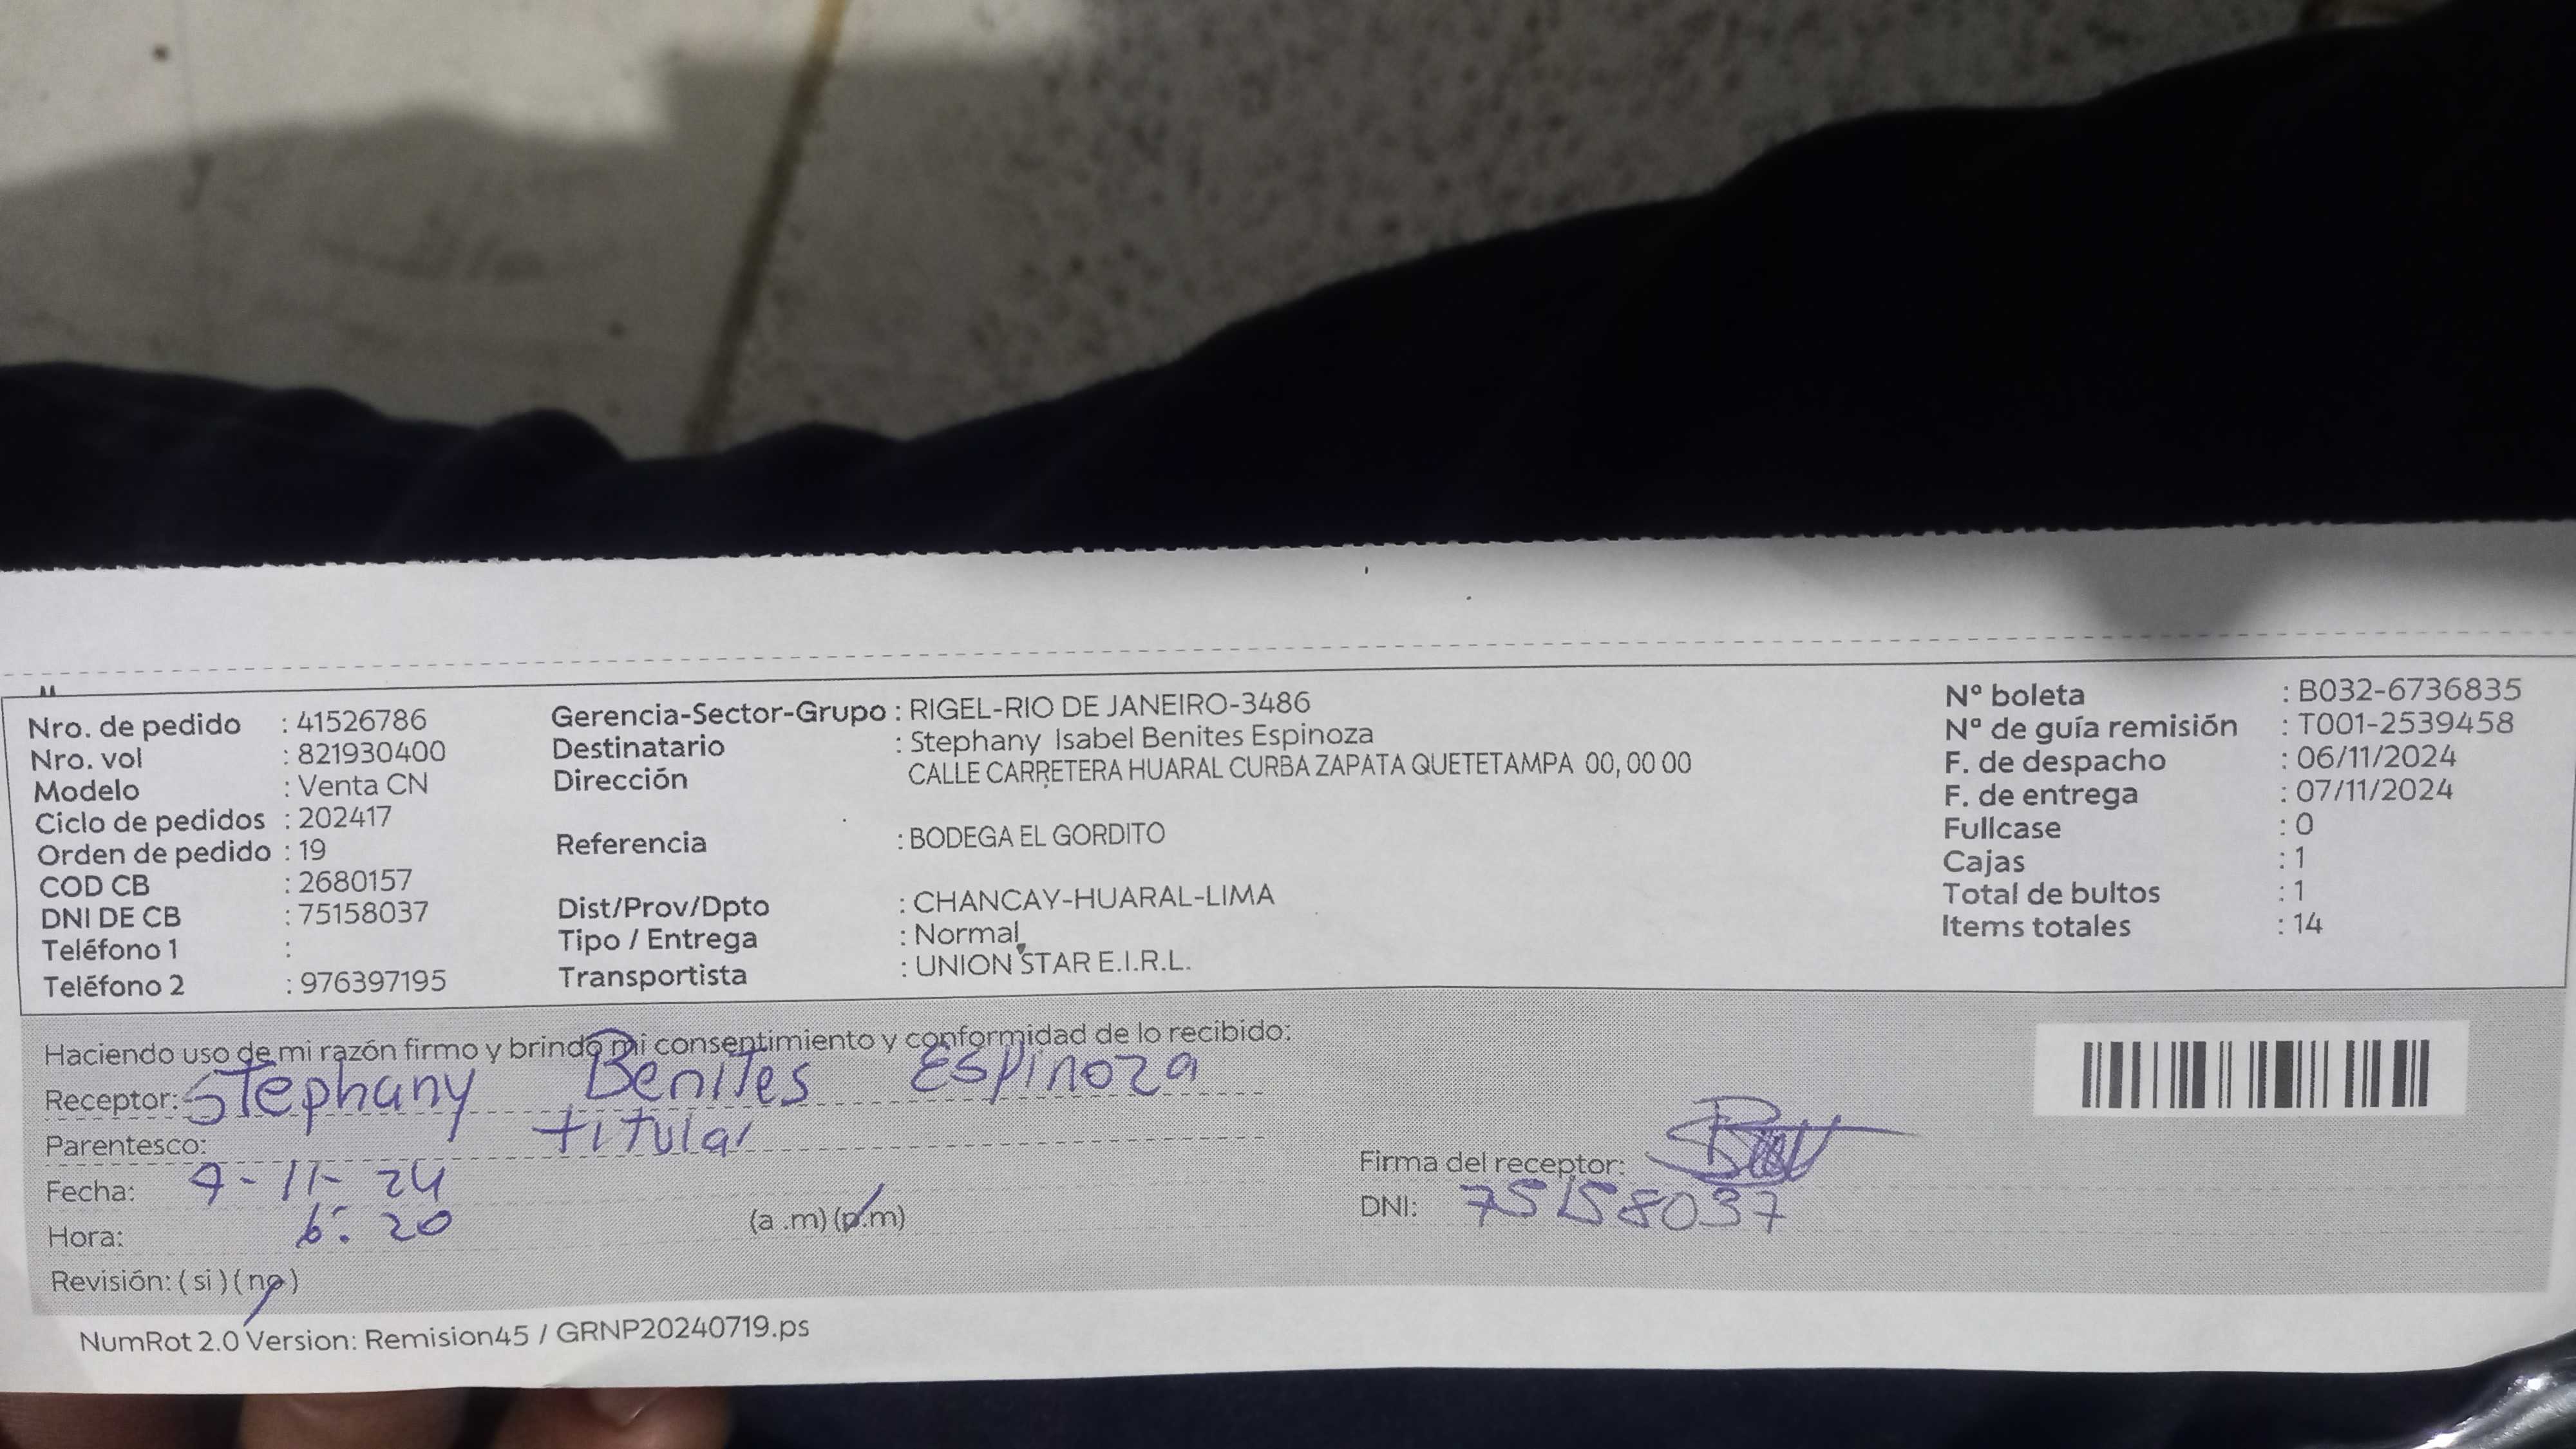 Nro. de pedido : 41526786
Nro. vol : 821930400
Modelo : Venta CN
Ciclo de pedidos : 202417
Orden de pedido : 19
COD CB : 2680157
DNI DE CB : 75158037
Teléfono 1 :
Teléfono 2 : 976397195
Gerencia-Sector-Grupo : RIGEL-RIO DE JANEIRO-3486
Destinatario : Stephany Isabel Benites Espinoza
Dirección CALLE CARRETERA HUARAL CURBA ZAPATA QUETETAMPA 00, 00 00
Referencia : BODEGA EL GORDITO
Dist/Prov/Dpto : CHANCAY-HUARAL-LIMA
Tipo / Entrega : Normal
Transportista : UNION STAR E.I.R.L.
Nº boleta : B032-6736835
Nº de guía remisión : T001-2539458
F. de despacho : 06/11/2024
F. de entrega : 07/11/2024
Fullcase : 0
Cajas : 1
Total de bultos : 1
Items totales : 14
Haciendo uso de mi razón firmo y brindo mi consentimiento y conformidad de lo recibido:
Receptor: Stephany Benites Espinoza
Parentesco: titular
Fecha: 7-11-24
Hora: 6:20 (a .m) (p.m)
Revisión: ( si ) ( no )
Firma del receptor:
DNI: 75158037
NumRot 2.0 Version: Remision45 / GRNP20240719.ps